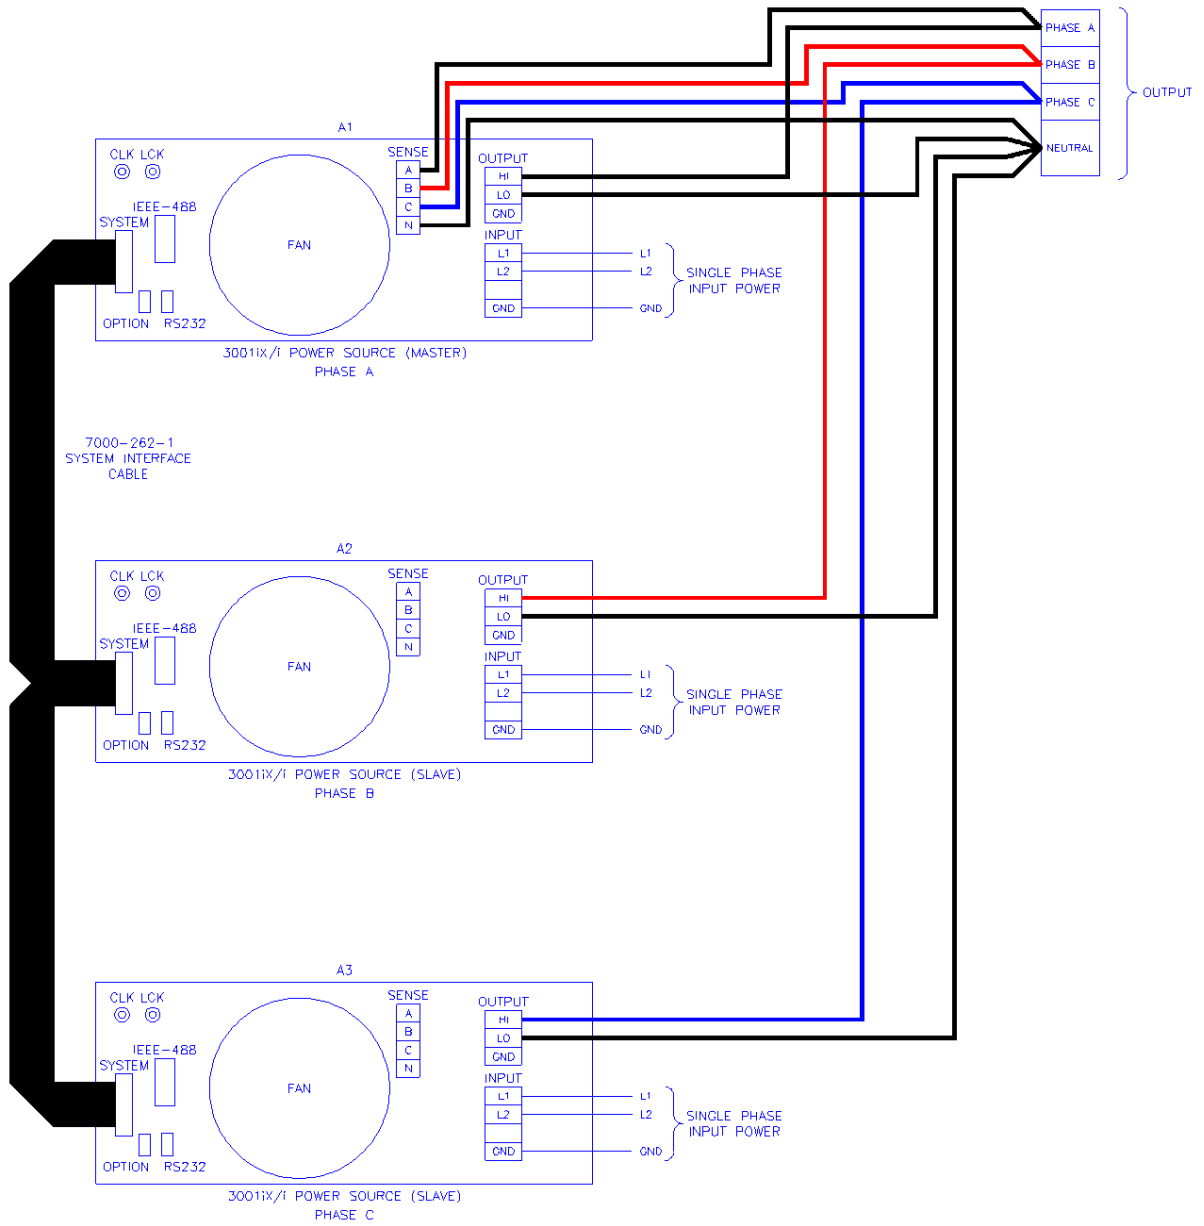 PHASE A
PHASE B
PHASE C
NEUTRAL
OUTPUT
A1
CLK LCK
SENSE
A
B
C
N
OUTPUT
HI
LO
GND
IEEE-488
SYSTEM
FAN
INPUT
L1
L2
GND
L1
L2
GND
SINGLE PHASE
INPUT POWER
OPTION RS232
3001iX/i POWER SOURCE (MASTER)
PHASE A
7000-262-1
SYSTEM INTERFACE
CABLE
A2
CLK LCK
SENSE
A
B
C
N
OUTPUT
HI
LO
GND
IEEE-488
SYSTEM
FAN
INPUT
L1
L2
GND
L1
L2
GND
SINGLE PHASE
INPUT POWER
OPTION RS232
3001iX/i POWER SOURCE (SLAVE)
PHASE B
A3
CLK LCK
SENSE
A
B
C
N
OUTPUT
HI
LO
GND
IEEE-488
SYSTEM
FAN
INPUT
L1
L2
GND
L1
L2
GND
SINGLE PHASE
INPUT POWER
OPTION RS232
3001iX/i POWER SOURCE (SLAVE)
PHASE C